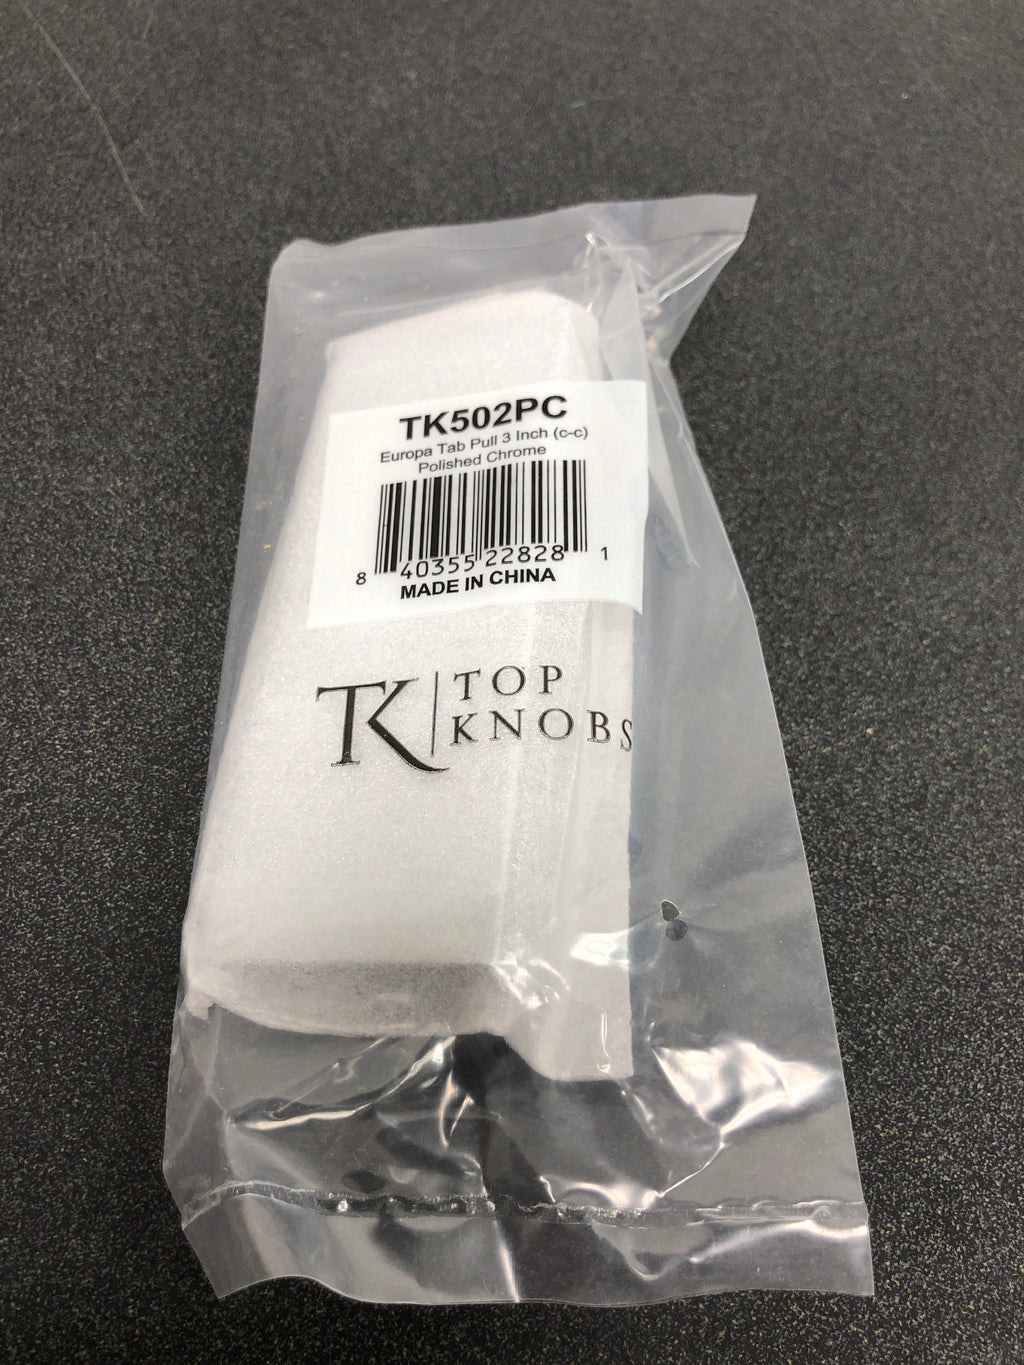 TK502PC
Europa Tab Pull 3 Inch (c-c)
Polished Chrome
8 40355 22828 1
MADE IN CHINA
TK TOP
KNOBS